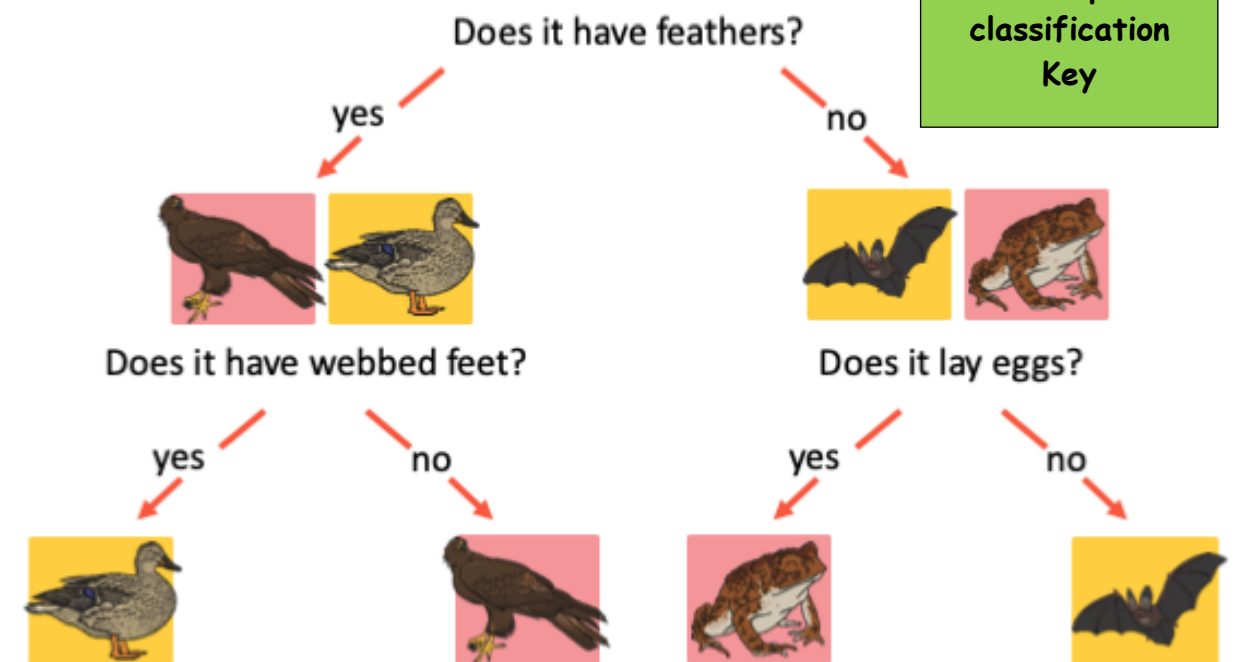 Does it have feathers?
classification
Key
yes
no
Does it have webbed feet?
Does it lay eggs?
yes
no
yes
no